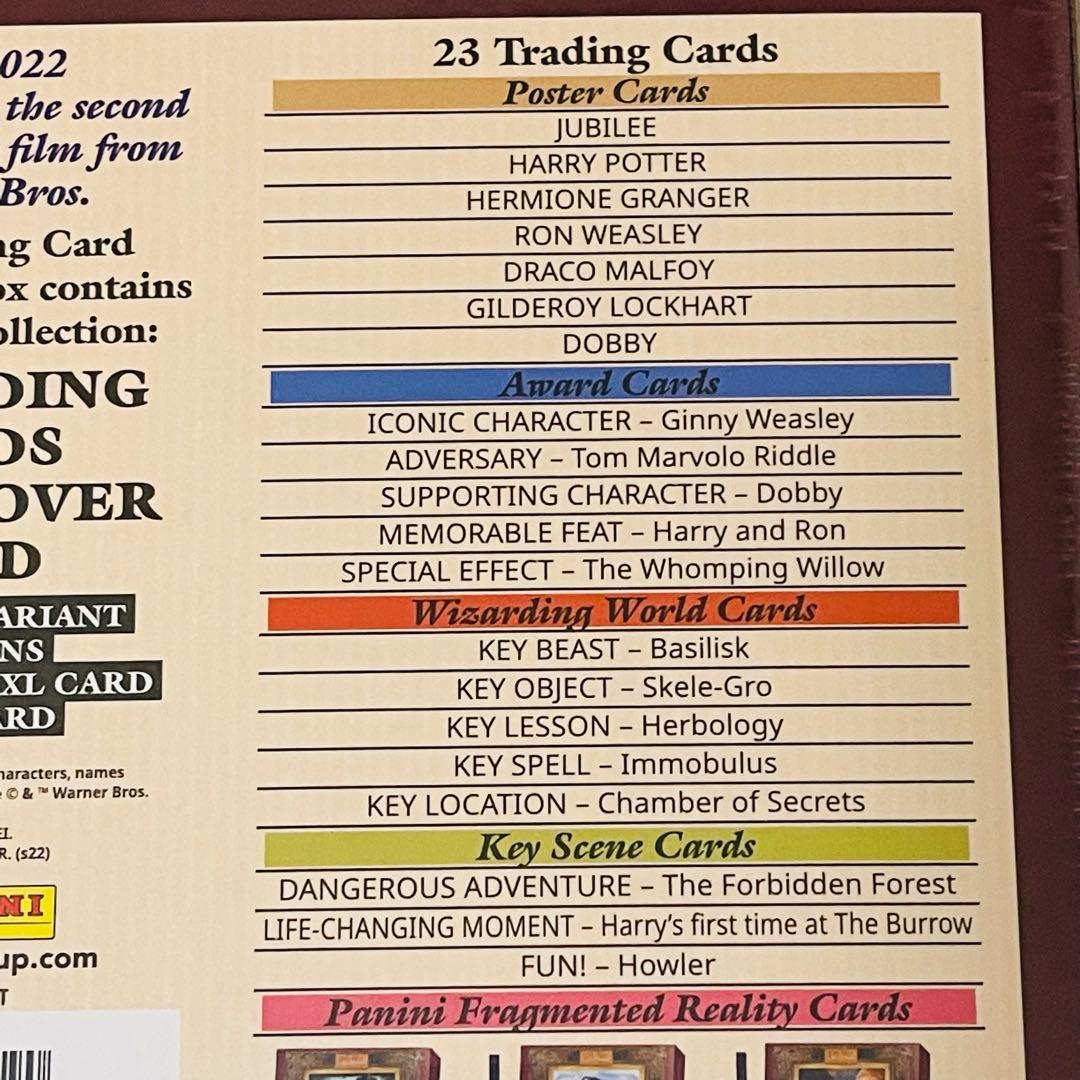 022
the second
film from
Bros.
ng Card
ox contains
ollection:
DING
DS
OVER
D
ARIANT
NS
XL CARD
ARD
haracters, names
e © & ™ Warner Bros.
EL
R. (s22)
NI
up.com
T
23 Trading Cards
Poster Cards
JUBILEE
HARRY POTTER
HERMIONE GRANGER
RON WEASLEY
DRACO MALFOY
GILDEROY LOCKHART
DOBBY
Award Cards
ICONIC CHARACTER – Ginny Weasley
ADVERSARY – Tom Marvolo Riddle
SUPPORTING CHARACTER – Dobby
MEMORABLE FEAT – Harry and Ron
SPECIAL EFFECT – The Whomping Willow
Wizarding World Cards
KEY BEAST – Basilisk
KEY OBJECT – Skele-Gro
KEY LESSON – Herbology
KEY SPELL – Immobulus
KEY LOCATION – Chamber of Secrets
Key Scene Cards
DANGEROUS ADVENTURE – The Forbidden Forest
LIFE-CHANGING MOMENT – Harry's first time at The Burrow
FUN! – Howler
Panini Fragmented Reality Cards